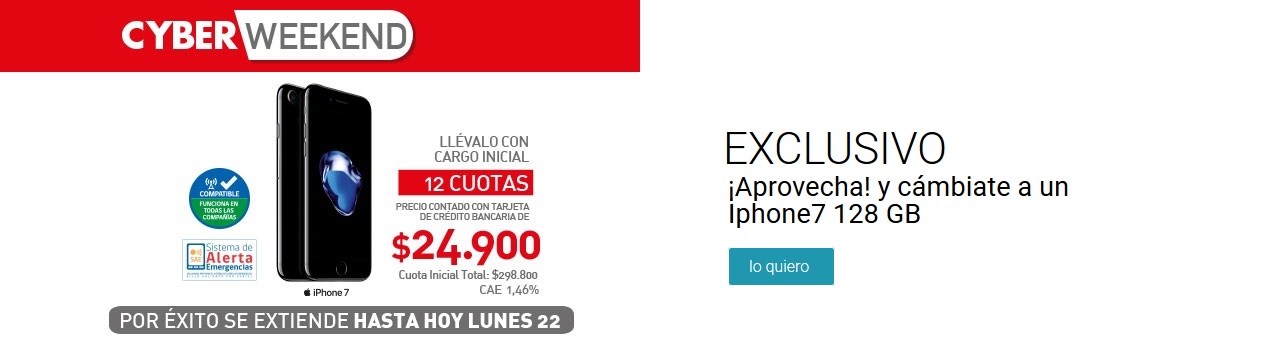 CYBER WEEKEND
LLÉVALO CON
CARGO INICIAL
12 CUOTAS
PRECIO CONTADO CON TARJETA
DE CRÉDITO BANCARIA DE
$24.900
Cuota Inicial Total: $298.800
CAE 1,46%
COMPATIBLE
FUNCIONA EN
TODAS LAS
COMPAÑÍAS
SAE
Sistema de
Alerta
Emergencias
iPhone 7
POR ÉXITO SE EXTIENDE HASTA HOY LUNES 22
EXCLUSIVO
¡Aprovecha! y cámbiate a un
Iphone7 128 GB
lo quiero